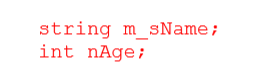 string m_sName;
int nAge;